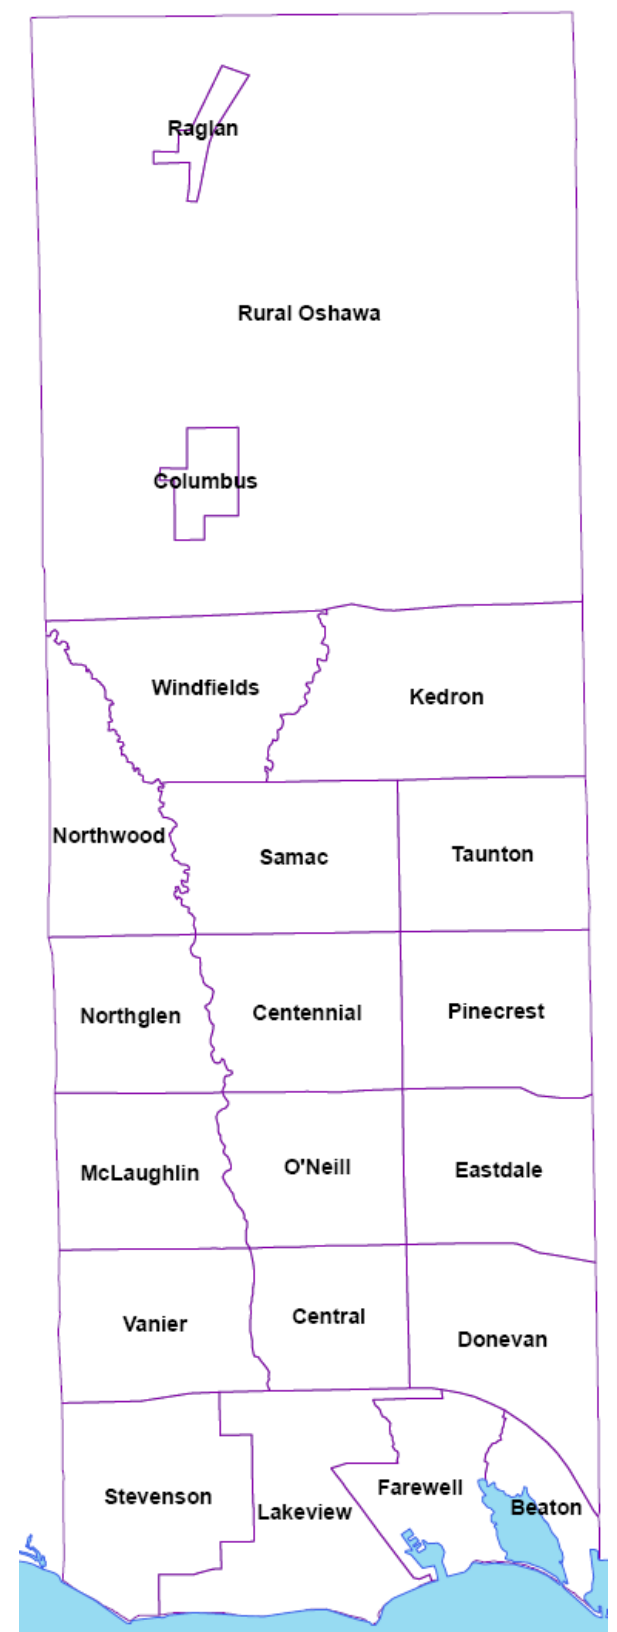 Raglan
Rural Oshawa
Columbus
Windfields
Kedron
Northwood
Samac
Taunton
Northglen
Centennial
Pinecrest
McLaughlin
O'Neill
Eastdale
Vanier
Central
Donevan
Stevenson
Lakeview
Farewell
Beaton